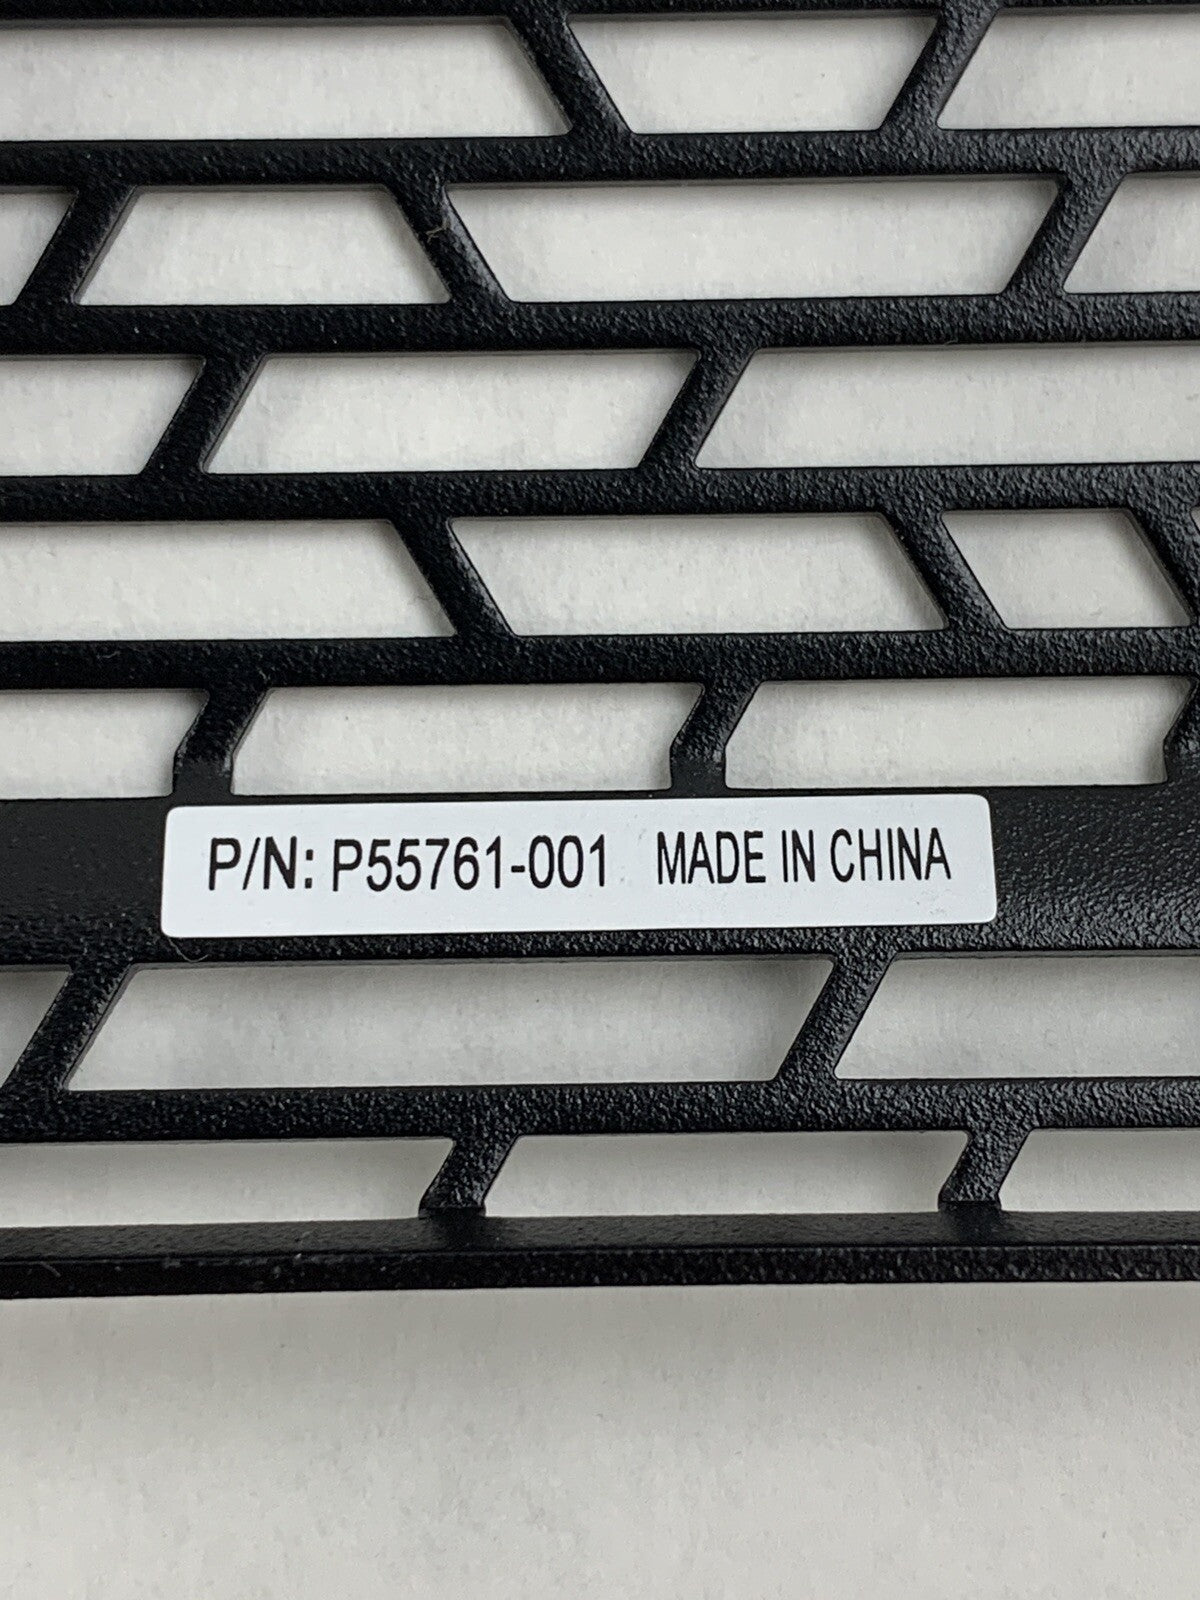 P/N: P55761-001 MADE IN CHINA